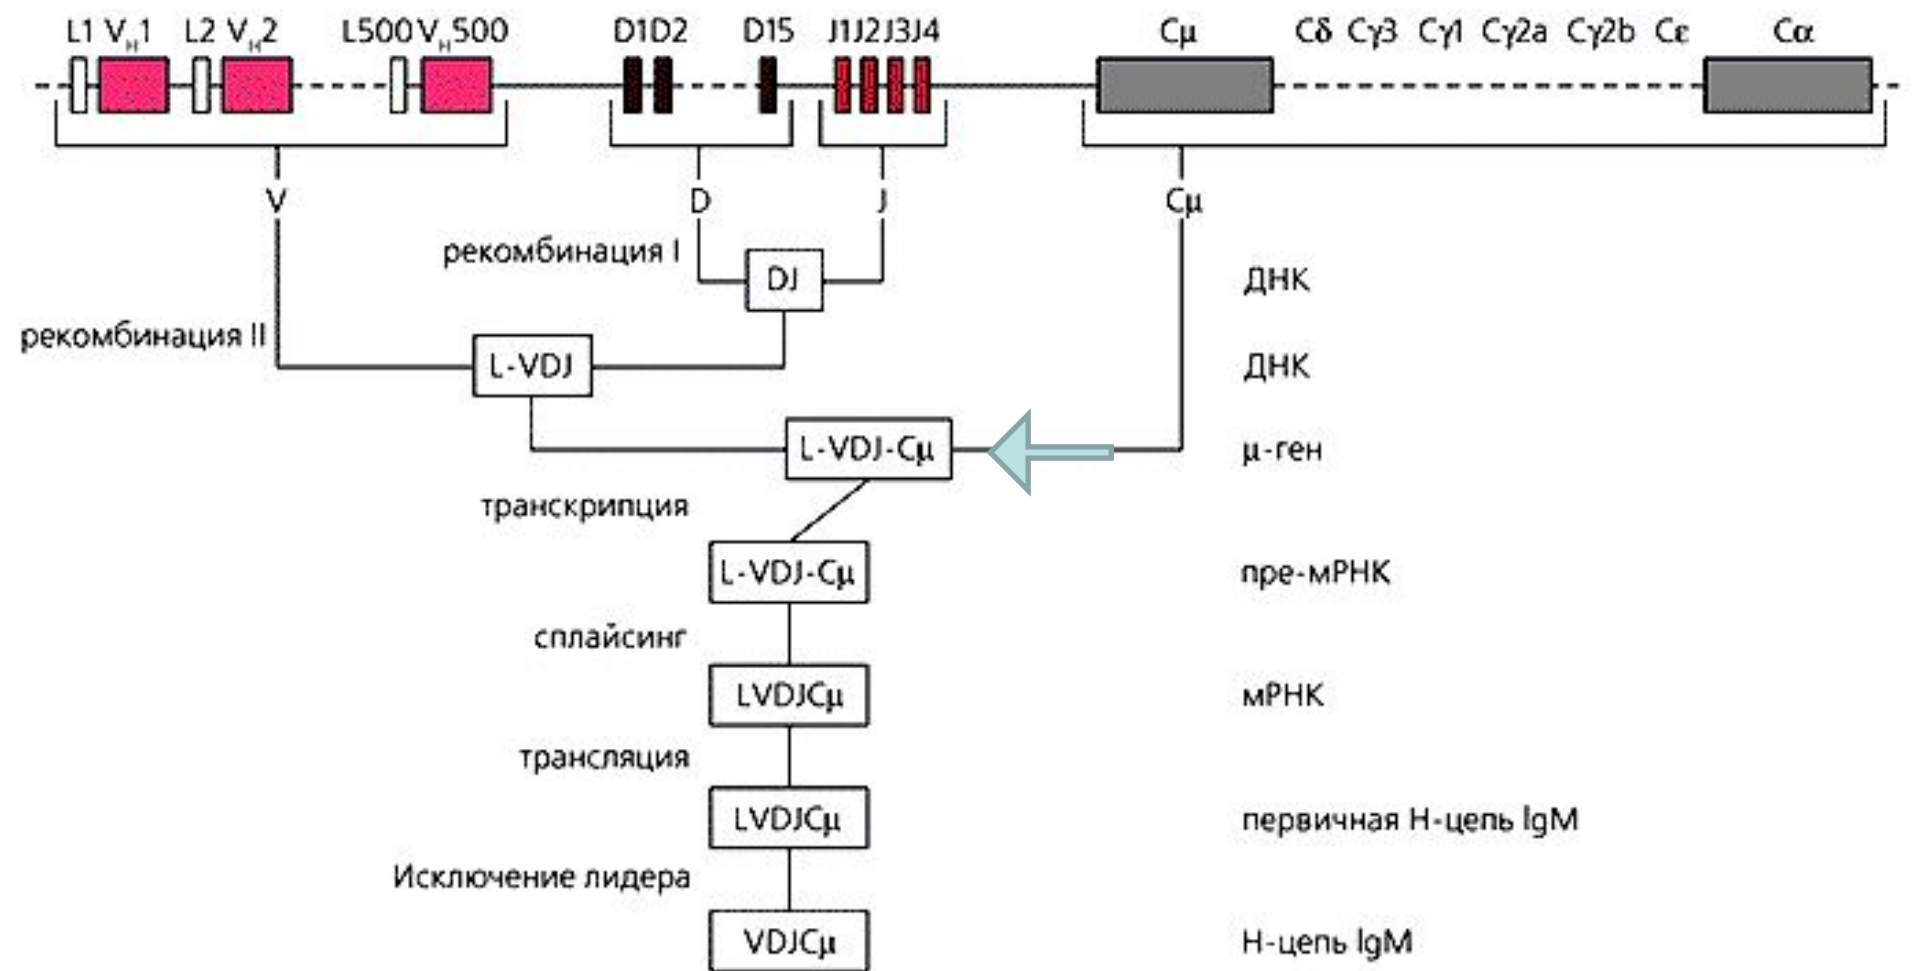 L1 VH1 L2 VH2 L500 VH500 D1D2 D15 J1J2J3J4 Cμ Cδ Cγ3 Cγ1 Cγ2a Cγ2b Cε Cα
V D J Cμ
рекомбинация I DJ ДНК
рекомбинация II L-VDJ ДНК
L-VDJ-Cμ μ-ген
транскрипция
L-VDJ-Cμ пре-мРНК
сплайсинг
LVDJCμ мРНК
трансляция
LVDJCμ первичная Н-цепь IgM
Исключение лидера
VDJCμ Н-цепь IgM